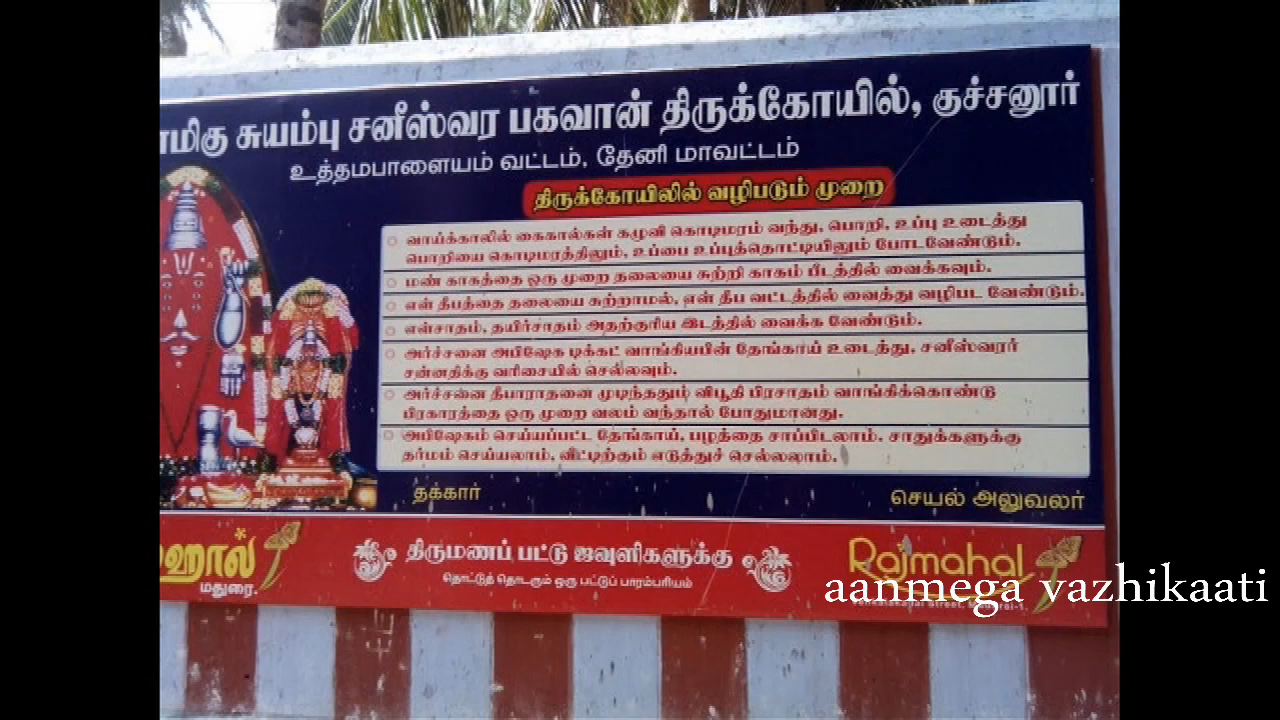 சுயம்பு சனீஸ்வர பகவான் திருக்கோயில், குச்சனூர்
உத்தமபாளையம் வட்டம், தேனி மாவட்டம்
திருக்கோயிலில் வழிபடும் முறை
வாய்க்காலில் கைகால்கள் கழுவி கொடிமரம் வந்து, பொறி, உப்பு உடைத்து
பொறியை கொடிமரத்திலும், உப்பை உப்புத்தொட்டியிலும் போடவேண்டும்.
மண் காகத்தை ஒரு முறை தலையை சுற்றி காகம் பீடத்தில் வைக்கவும்.
எள் தீபத்தை தலையை சுற்றாமல், எள் தீப வட்டத்தில் வைத்து வழிபட வேண்டும்.
எள்சாதம், தயிர்சாதம் அதற்குரிய இடத்தில் வைக்க வேண்டும்.
அர்ச்சனை அபிஷேக டிக்கட் வாங்கியபின் தேங்காய் உடைத்து, சனீஸ்வரர்
சன்னதிக்கு வரிசையில் செல்லவும்.
அர்ச்சனை தீபாராதனை முடிந்ததும் விபூதி பிரசாதம் வாங்கிக்கொண்டு
பிரகாரத்தை ஒரு முறை வலம் வந்தால் போதுமானது.
அபிஷேகம் செய்யப்பட்ட தேங்காய், பழத்தை சாப்பிடலாம். சாதுக்களுக்கு
தர்மம் செய்யலாம், வீட்டிற்கும் எடுத்துச் செல்லலாம்.
தக்கார்
செயல் அலுவலர்
மஹால்
மதுரை.
திருமணப் பட்டு ஜவுளிகளுக்கு
தொட்டுத் தொடரும் ஒரு பட்டுப் பாரம்பரியம்
Rajmahal
aanmega vazhikaati